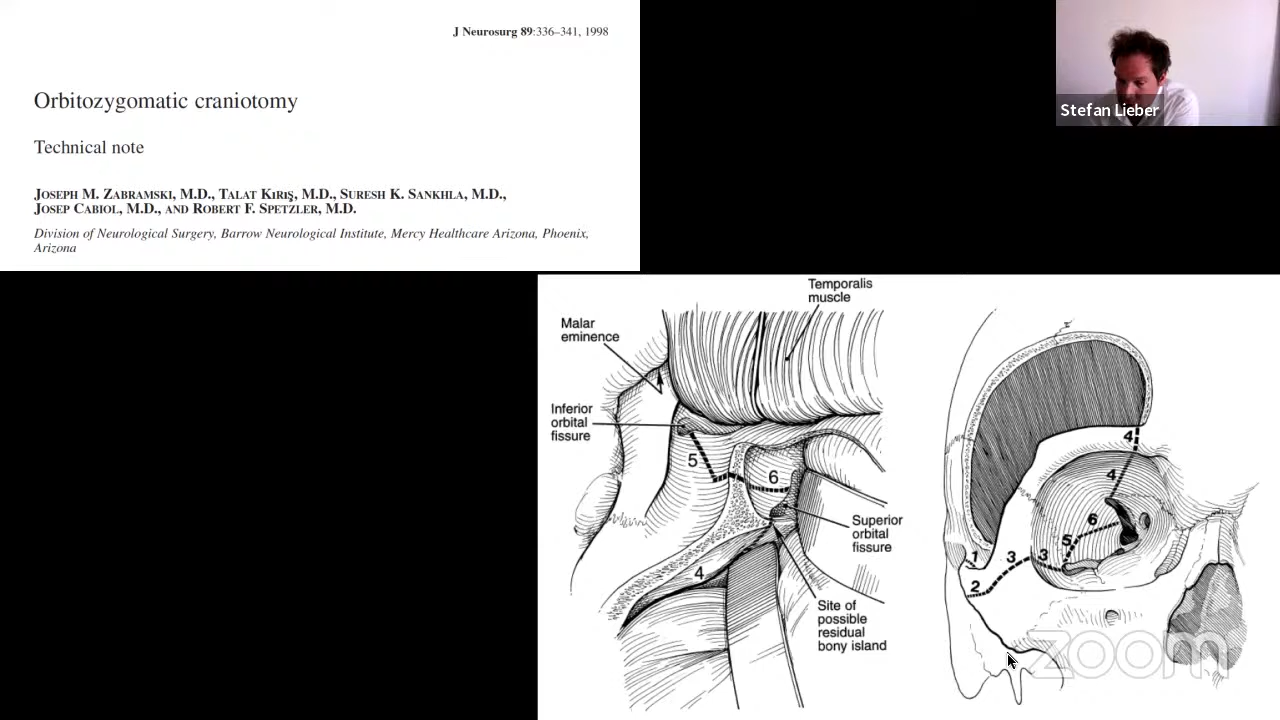 J Neurosurg 89:336–341, 1998
Orbitozygomatic craniotomy
Technical note
JOSEPH M. ZABRAMSKI, M.D., TALAT KIRIŞ, M.D., SURESH K. SANKHLA, M.D.,
JOSEP CABIOL, M.D., AND ROBERT F. SPETZLER, M.D.
Division of Neurological Surgery, Barrow Neurological Institute, Mercy Healthcare Arizona, Phoenix,
Arizona
Stefan Lieber
Temporalis
muscle
Malar
eminence
Inferior
orbital
fissure
5
6
Superior
orbital
fissure
4
Site of
possible
residual
bony island
4
4
6
5
3
3
1
2
zoom